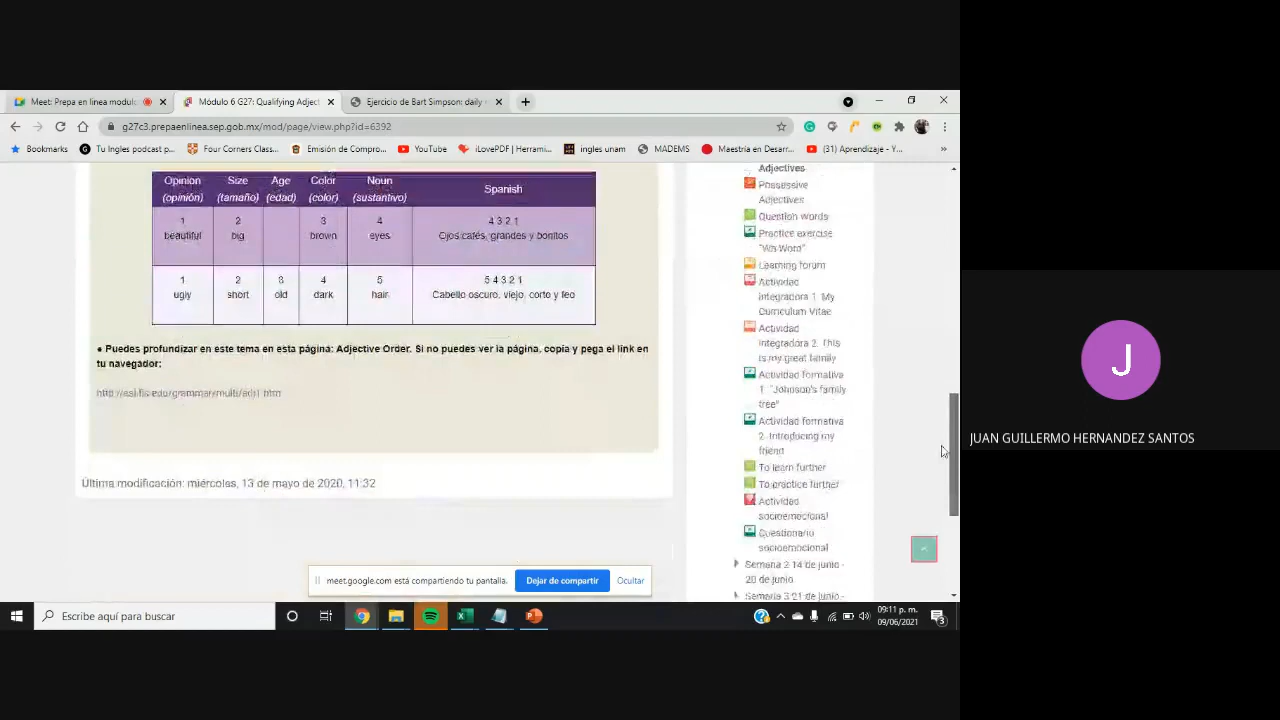 Meet: Prepa en linea modulo
Módulo 6 G27: Qualifying Adject
Ejercicio de Bart Simpson: daily
g27c3.prepaenlinea.sep.gob.mx/mod/page/view.php?id=6392
Bookmarks
Tu Ingles podcast p...
Four Corners Class...
Emisión de Compro...
YouTube
iLovePDF | Herrami...
ingles unam
MADEMS
Maestría en Desarr...
(31) Aprendizaje - Y...
»
Opinion Size Age Color Noun Spanish
(opinión) (tamaño) (edad) (color) (sustantivo)
1 2 3 4 4 3 2 1
beautiful big brown eyes Ojos cafés, grandes y bonitos
1 2 3 4 5 5 4 3 2 1
ugly short old dark hair Cabello oscuro, viejo, corto y feo
● Puedes profundizar en este tema en esta página: Adjective Order. Si no puedes ver la página, copia y pega el link en
tu navegador:
Última modificación: miércoles, 13 de mayo de 2020, 11:32
Adjectives
Possessive
Adjectives
Question words
Practice exercise
"Wh-Word"
Learning forum
Actividad
integradora 1. My
Curriculum Vitae
Actividad
integradora 2. This
is my great family
Actividad formativa
1. "Johnson's family
tree"
Actividad formativa
2. Introducing my
friend
To learn further
To practice further
Actividad
socioemocional
Cuestionario
socioemocional
Semana 2 14 de junio -
20 de junio
Semana 3 21 de junio -
meet.google.com está compartiendo tu pantalla.
Dejar de compartir
Ocultar
Escribe aquí para buscar
09:11 p. m.
09/06/2021
3
J
JUAN GUILLERMO HERNANDEZ SANTOS